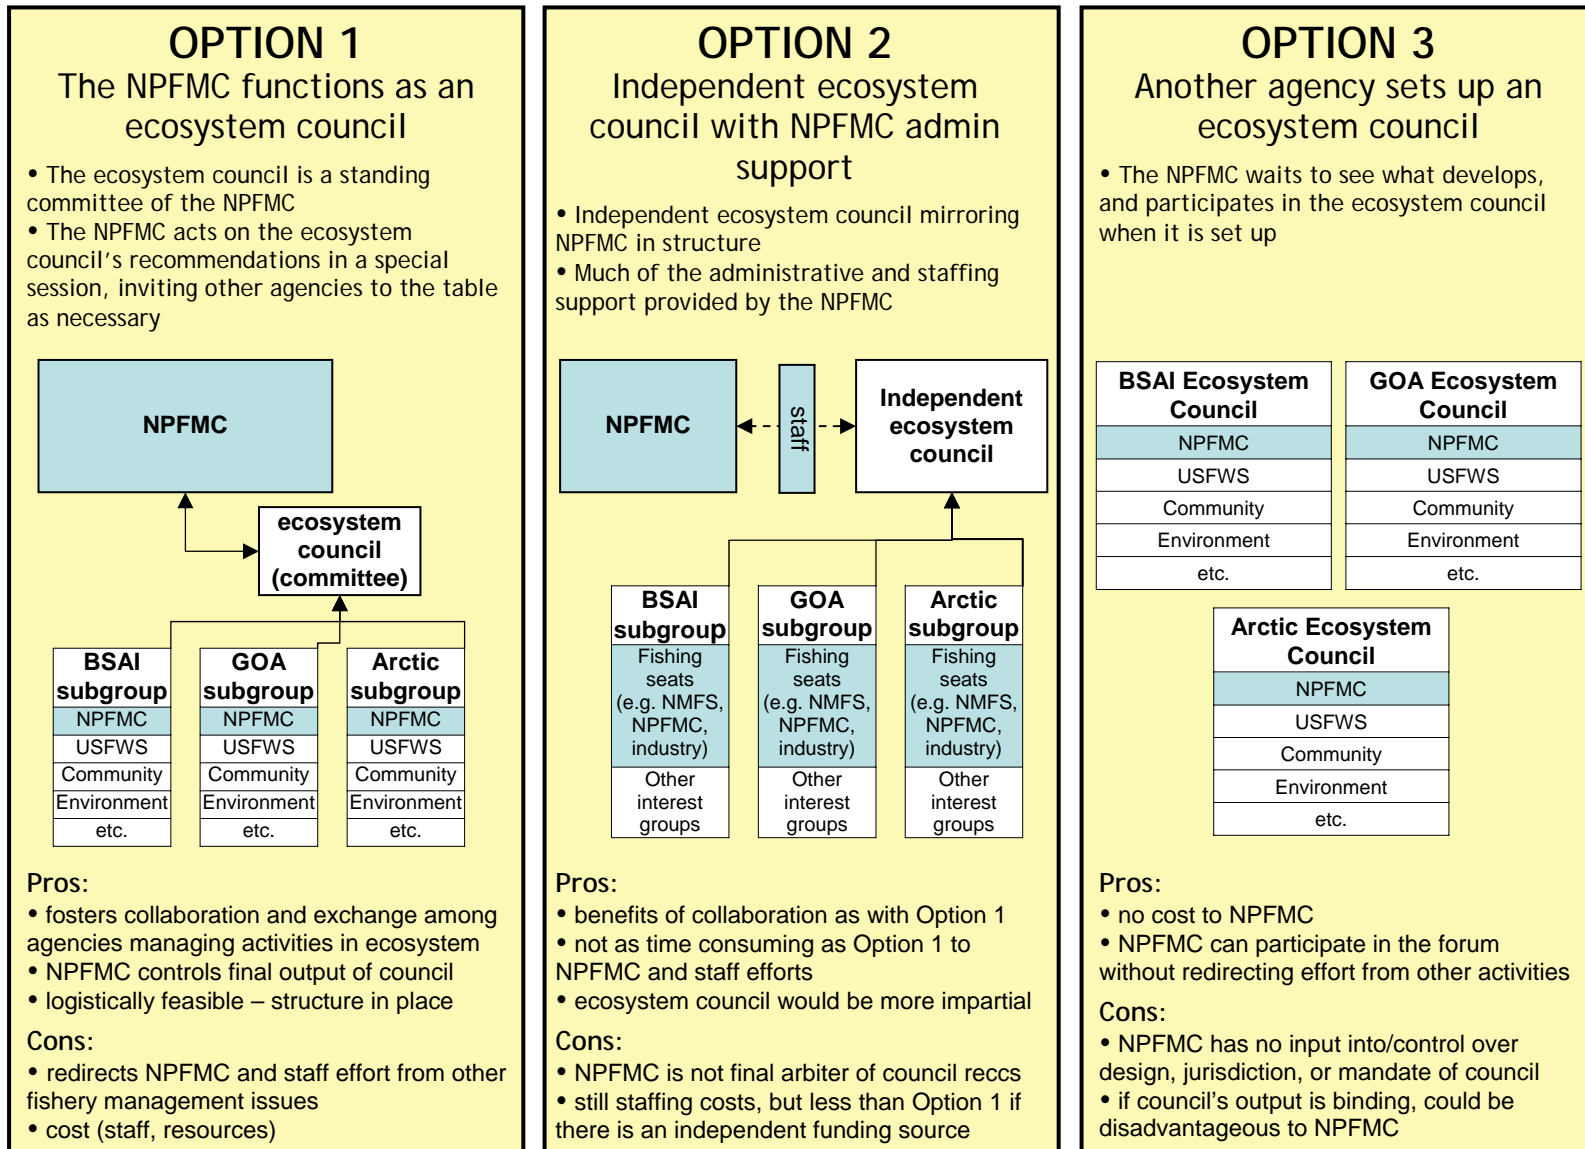 OPTION 1
The NPFMC functions as an
ecosystem council
• The ecosystem council is a standing
committee of the NPFMC
• The NPFMC acts on the ecosystem
council's recommendations in a special
session, inviting other agencies to the table
as necessary
NPFMC
ecosystem
council
(committee)
BSAI
subgroup
NPFMC
USFWS
Community
Environment
etc.
GOA
subgroup
NPFMC
USFWS
Community
Environment
etc.
Arctic
subgroup
NPFMC
USFWS
Community
Environment
etc.
Pros:
• fosters collaboration and exchange among
agencies managing activities in ecosystem
• NPFMC controls final output of council
• logistically feasible – structure in place
Cons:
• redirects NPFMC and staff effort from other
fishery management issues
• cost (staff, resources)
OPTION 2
Independent ecosystem
council with NPFMC admin
support
• Independent ecosystem council mirroring
NPFMC in structure
• Much of the administrative and staffing
support provided by the NPFMC
NPFMC
staff
Independent
ecosystem
council
BSAI
subgroup
Fishing
seats
(e.g. NMFS,
NPFMC,
industry)
Other
interest
groups
GOA
subgroup
Fishing
seats
(e.g. NMFS,
NPFMC,
industry)
Other
interest
groups
Arctic
subgroup
Fishing
seats
(e.g. NMFS,
NPFMC,
industry)
Other
interest
groups
Pros:
• benefits of collaboration as with Option 1
• not as time consuming as Option 1 to
NPFMC and staff efforts
• ecosystem council would be more impartial
Cons:
• NPFMC is not final arbiter of council reccs
• still staffing costs, but less than Option 1 if
there is an independent funding source
OPTION 3
Another agency sets up an
ecosystem council
• The NPFMC waits to see what develops,
and participates in the ecosystem council
when it is set up
BSAI Ecosystem
Council
NPFMC
USFWS
Community
Environment
etc.
GOA Ecosystem
Council
NPFMC
USFWS
Community
Environment
etc.
Arctic Ecosystem
Council
NPFMC
USFWS
Community
Environment
etc.
Pros:
• no cost to NPFMC
• NPFMC can participate in the forum
without redirecting effort from other activities
Cons:
• NPFMC has no input into/control over
design, jurisdiction, or mandate of council
• if council's output is binding, could be
disadvantageous to NPFMC